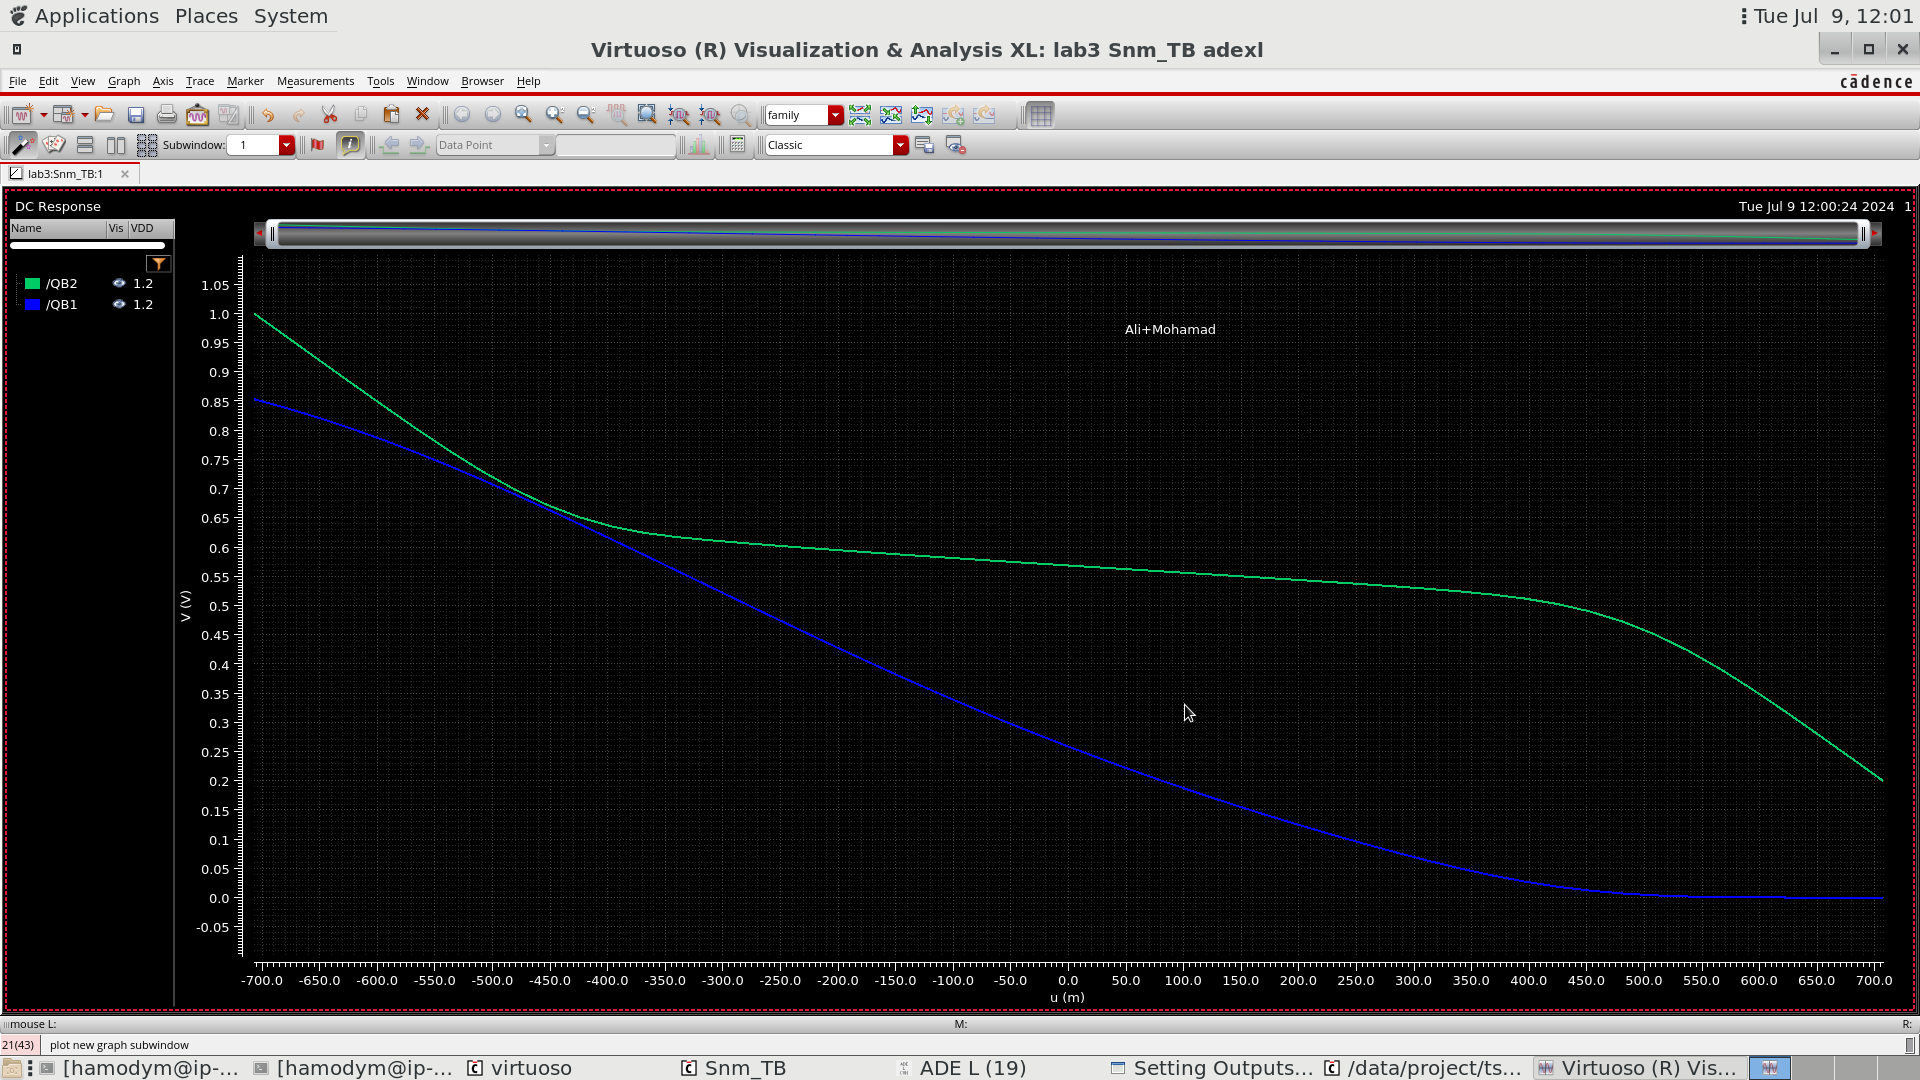 Applications Places System
Tue Jul 9, 12:01
Virtuoso (R) Visualization & Analysis XL: lab3 Snm_TB adexl
File Edit View Graph Axis Trace Marker Measurements Tools Window Browser Help
cādence
family
Subwindow: 1
Data Point
Classic
lab3:Snm_TB:1
DC Response
Tue Jul 9 12:00:24 2024 1
Name Vis VDD
/QB2 1.2
/QB1 1.2
Ali+Mohamad
1.05
1.0
0.95
0.9
0.85
0.8
0.75
0.7
0.65
0.6
0.55
0.5
0.45
0.4
0.35
0.3
0.25
0.2
0.15
0.1
0.05
0.0
-0.05
V (V)
-700.0 -650.0 -600.0 -550.0 -500.0 -450.0 -400.0 -350.0 -300.0 -250.0 -200.0 -150.0 -100.0 -50.0 0.0 50.0 100.0 150.0 200.0 250.0 300.0 350.0 400.0 450.0 500.0 550.0 600.0 650.0 700.0
u (m)
mouse L: M: R:
21(43) plot new graph subwindow
[hamodym@ip-... [hamodym@ip-... virtuoso Snm_TB ADE L (19) Setting Outputs... /data/project/ts... Virtuoso (R) Vis...